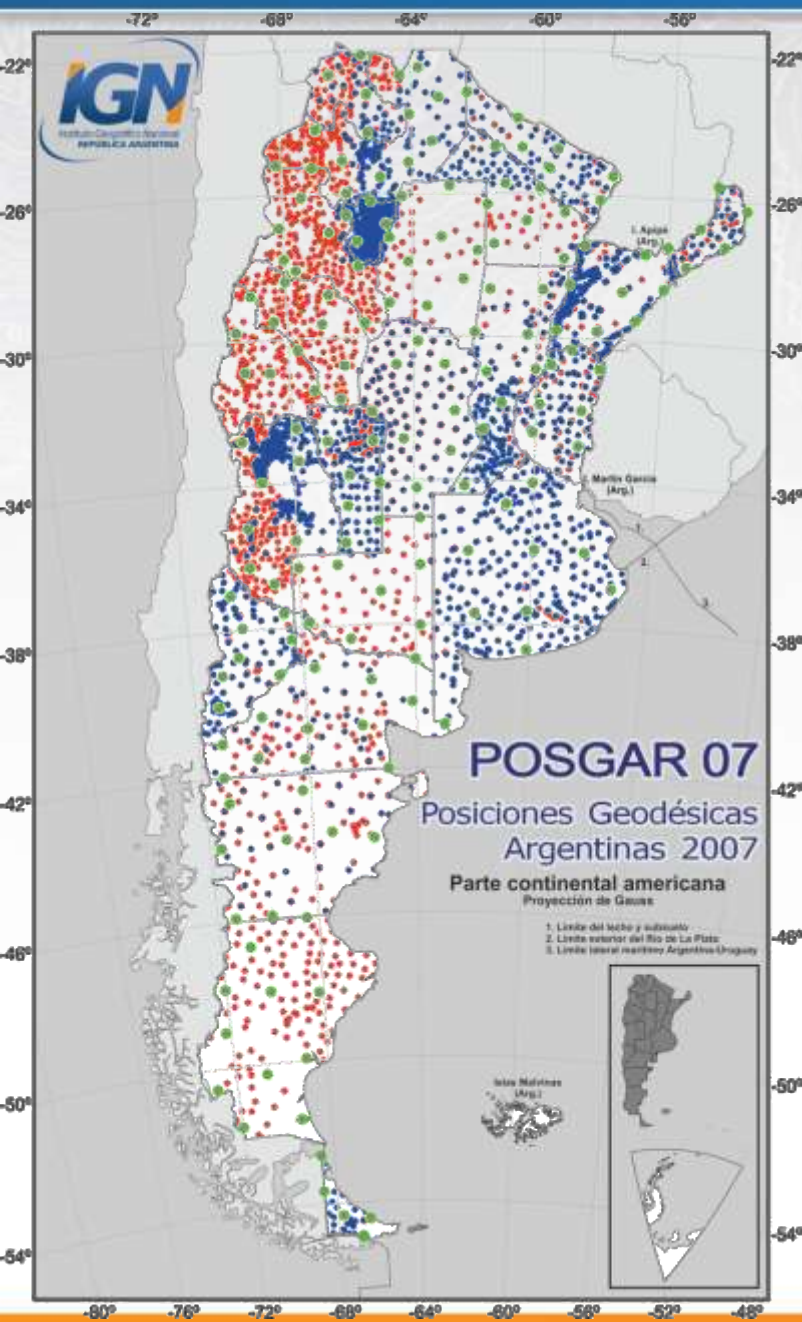 -72º -68º -64º -60º -56º
-22º -22º
IGN
Instituto Geográfico Nacional
REPÚBLICA ARGENTINA
-26º -26º
I. Apipé
(Arg.)
-30º -30º
-34º -34º
I. Martín García
(Arg.)
1.
2.
3.
-38º -38º
POSGAR 07
-42º -42º
Posiciones Geodésicas
Argentinas 2007
Parte continental americana
Proyección de Gauss
1. Límite del lecho y subsuelo
2. Límite exterior del Río de La Plata
3. Límite lateral marítimo Argentino-Uruguay
-46º -46º
Islas Malvinas
(Arg.)
-50º -50º
-54º -54º
-80º -76º -72º -68º -64º -60º -56º -52º -48º